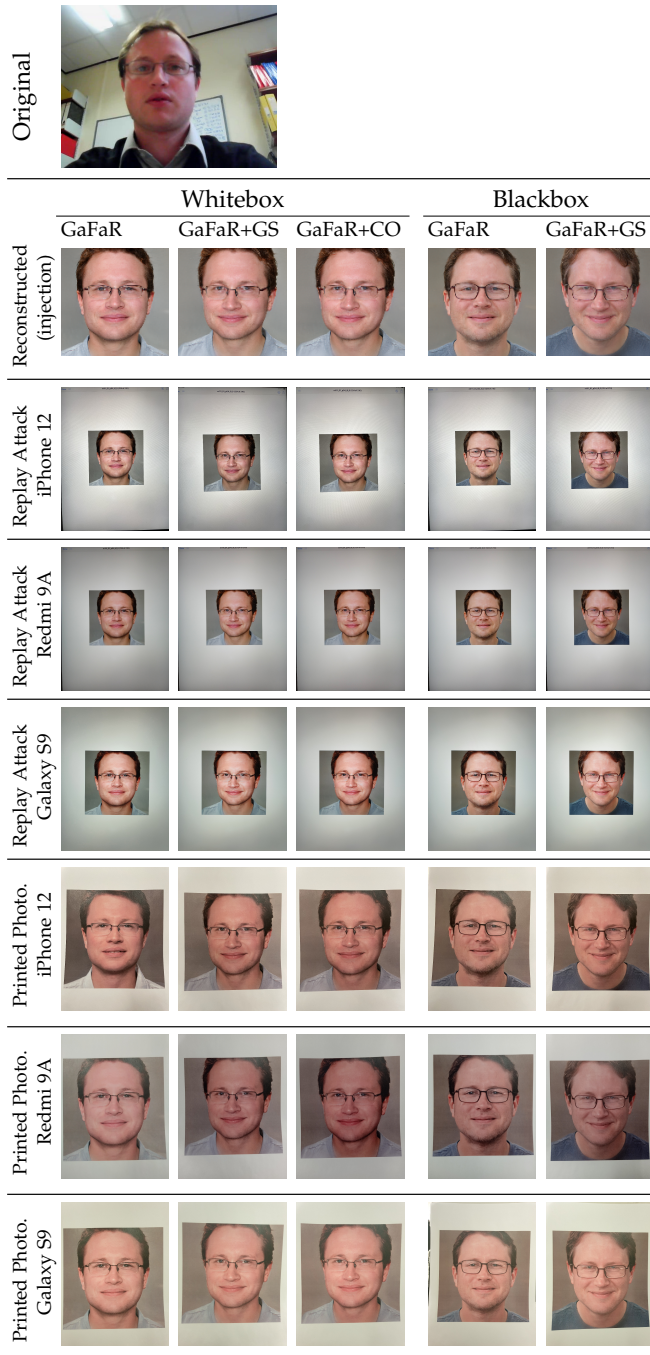 Original
Whitebox
Blackbox
GaFaR
GaFaR+GS
GaFaR+CO
GaFaR
GaFaR+GS
Reconstructed
(injection)
Replay Attack
iPhone 12
Replay Attack
Redmi 9A
Replay Attack
Galaxy S9
Printed Photo.
iPhone 12
Printed Photo.
Redmi 9A
Printed Photo.
Galaxy S9